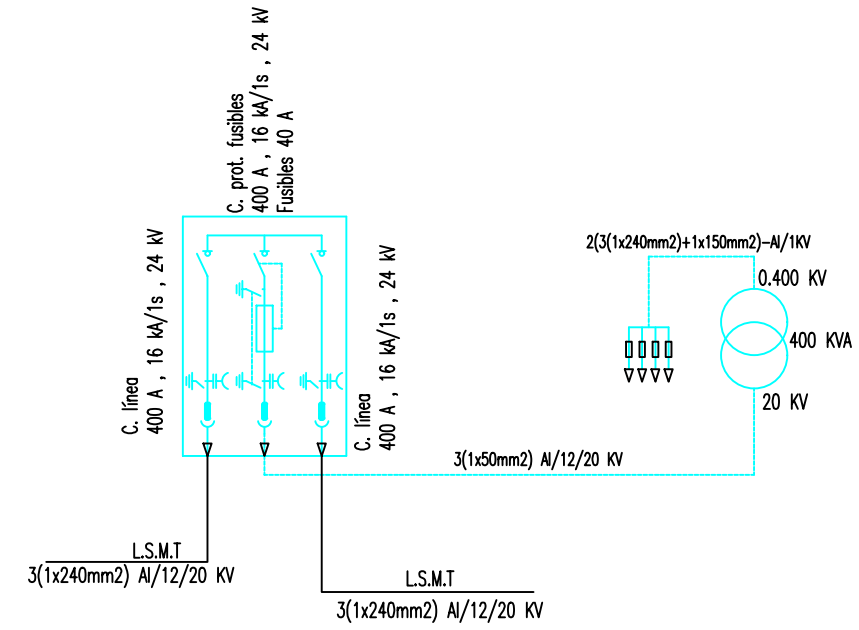 C. prot. fusibles
400 A , 16 kA/1s , 24 kV
Fusibles 40 A
C. línea
400 A , 16 kA/1s , 24 kV
C. línea
400 A , 16 kA/1s , 24 kV
2(3(1x240mm2)+1x150mm2)-Al/1KV
0.400 KV
400 KVA
20 KV
3(1x50mm2) Al/12/20 KV
L.S.M.T
3(1x240mm2) Al/12/20 KV
L.S.M.T
3(1x240mm2) Al/12/20 KV